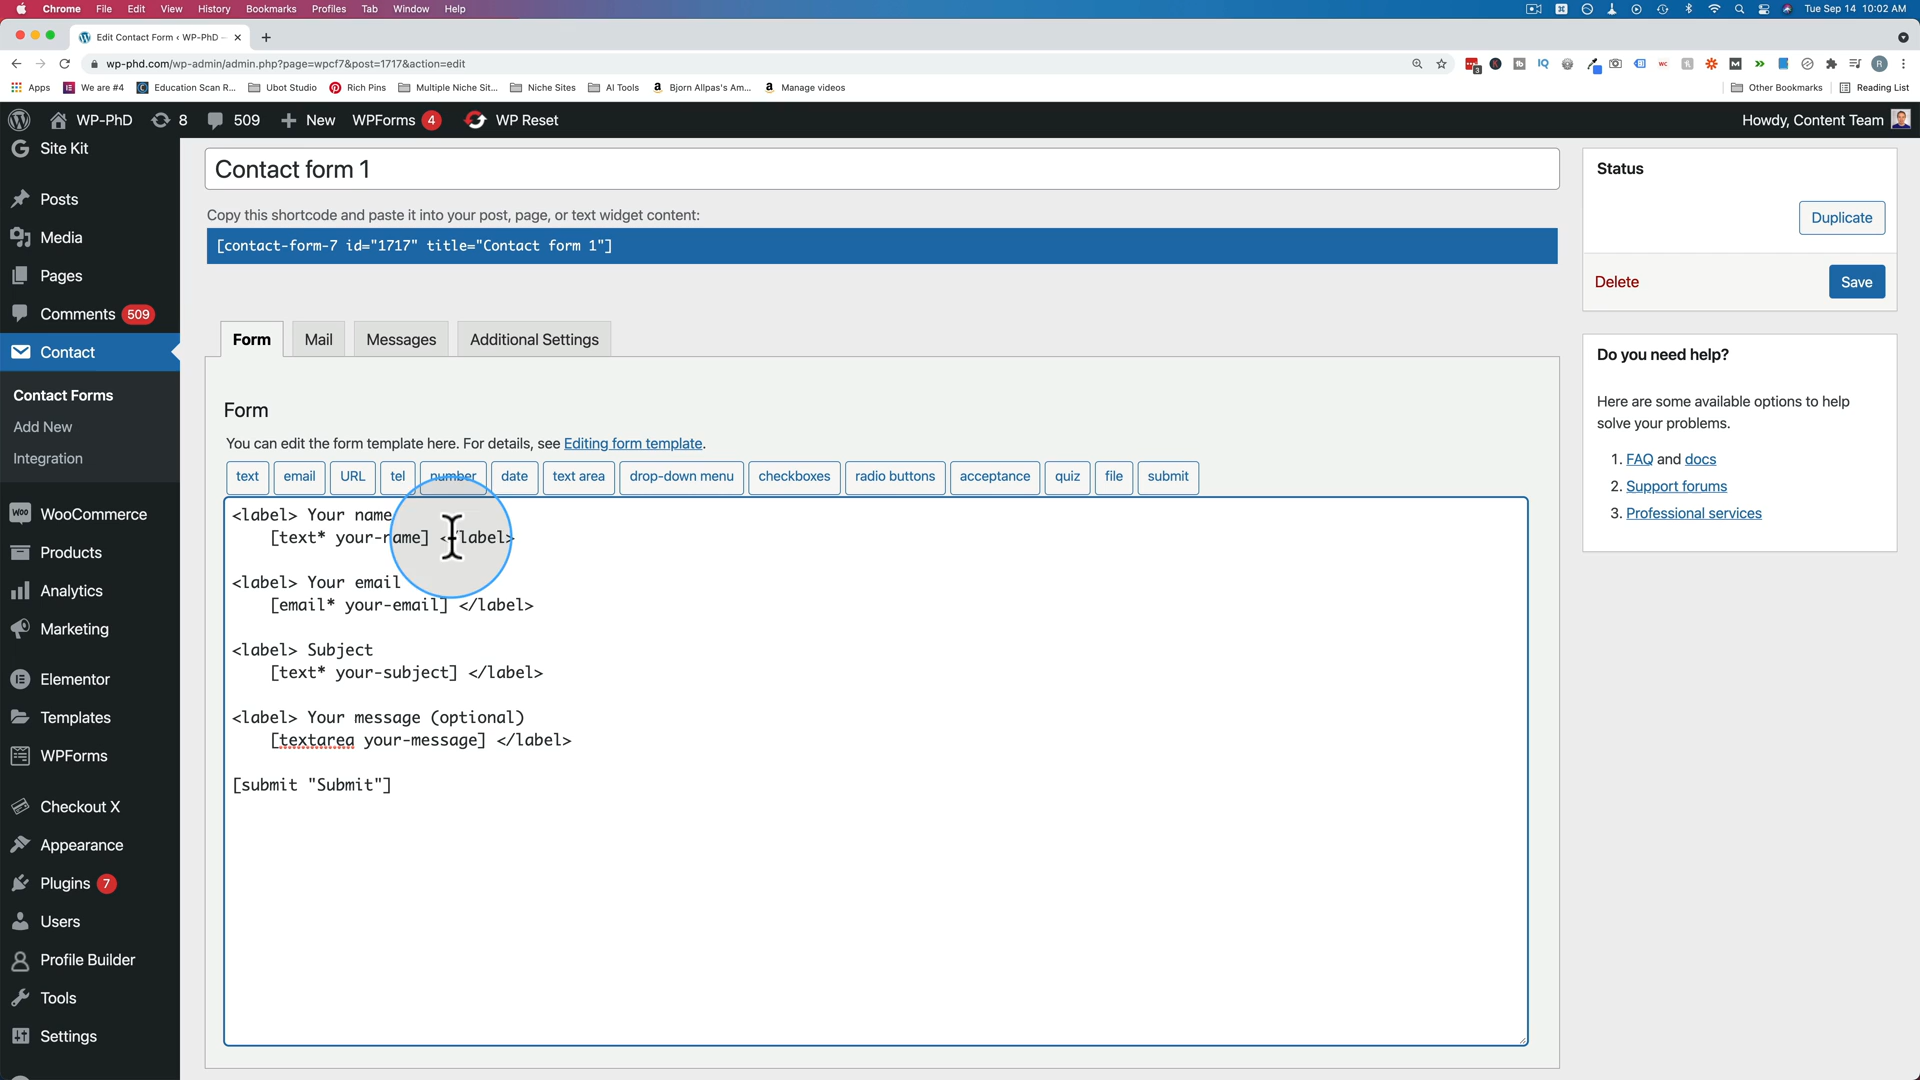 Chrome File Edit View History Bookmarks Profiles Tab Window Help
Tue Sep 14 10:02 AM
Edit Contact Form ‹ WP-PhD –
wp-phd.com/wp-admin/admin.php?page=wpcf7&post=1717&action=edit
Apps We are #4 Education Scan R... Ubot Studio Rich Pins Multiple Niche Sit... Niche Sites AI Tools Bjorn Allpas's Am... Manage videos Other Bookmarks Reading List
WP-PhD 8 509 New WPForms 4 WP Reset Howdy, Content Team
Site Kit
Posts
Media
Pages
Comments 509
Contact
Contact Forms
Add New
Integration
WooCommerce
Products
Analytics
Marketing
Elementor
Templates
WPForms
Checkout X
Appearance
Plugins 7
Users
Profile Builder
Tools
Settings
Contact form 1
Copy this shortcode and paste it into your post, page, or text widget content:
[contact-form-7 id="1717" title="Contact form 1"]
Form Mail Messages Additional Settings
Form
You can edit the form template here. For details, see Editing form template.
text email URL tel number date text area drop-down menu checkboxes radio buttons acceptance quiz file submit
<label> Your name
[text* your-name] </label>
<label> Your email
[email* your-email] </label>
<label> Subject
[text* your-subject] </label>
<label> Your message (optional)
[textarea your-message] </label>
[submit "Submit"]
Status
Duplicate
Delete
Save
Do you need help?
Here are some available options to help
solve your problems.
1. FAQ and docs
2. Support forums
3. Professional services